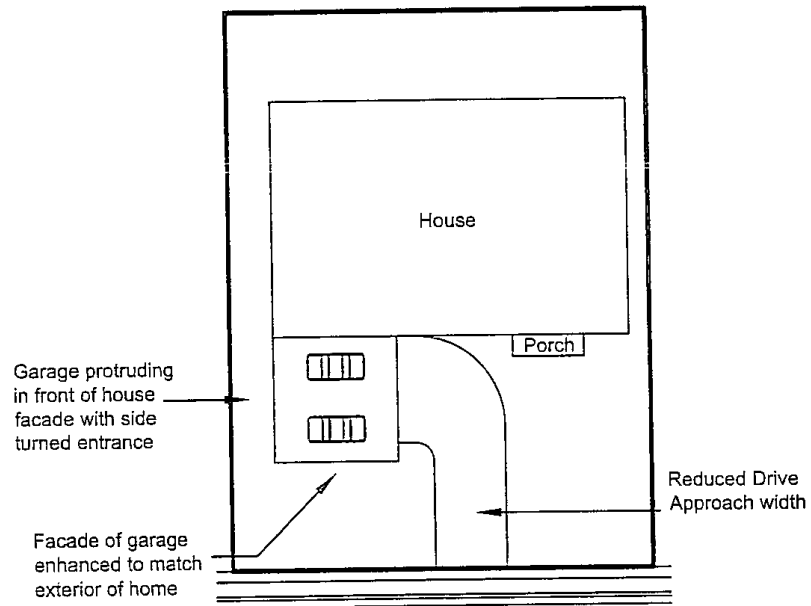 House
Porch
Garage protruding
in front of house
facade with side
turned entrance
Reduced Drive
Approach width
Facade of garage
enhanced to match
exterior of home